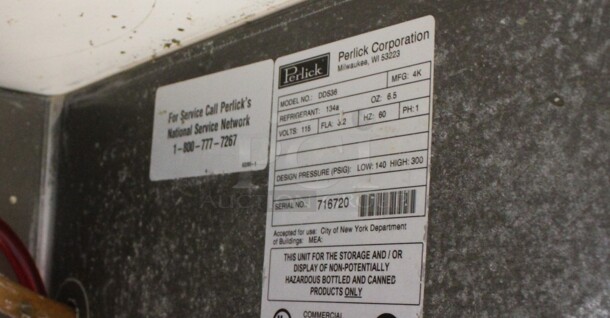 For Service Call Perlick's
National Service Network
1-800-777-7267
Perlick
Perlick Corporation
Milwaukee, WI 53223
MODEL NO.: DDS36
MFG: 4K
REFRIGERANT: 134a
OZ: 6.5
VOLTS: 115
FLA: 3.2
HZ: 60
PH: 1
DESIGN PRESSURE (PSIG): LOW: 140 HIGH: 300
SERIAL NO.: 716720
Accepted for use: City of New York Department
of Buildings: MEA:
THIS UNIT FOR THE STORAGE AND / OR
DISPLAY OF NON-POTENTIALLY
HAZARDOUS BOTTLED AND CANNED
PRODUCTS ONLY
COMMERCIAL